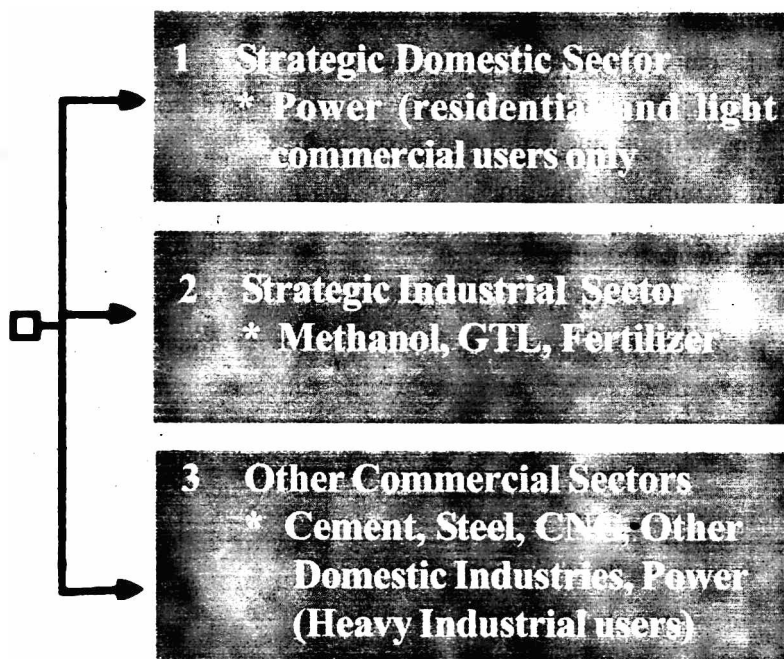 1 Strategic Domestic Sector
* Power (residential and light
commercial users only
2 Strategic Industrial Sector
* Methanol, GTL, Fertilizer
3 Other Commercial Sectors
* Cement, Steel, CNG, Other
Domestic Industries, Power
(Heavy Industrial users)